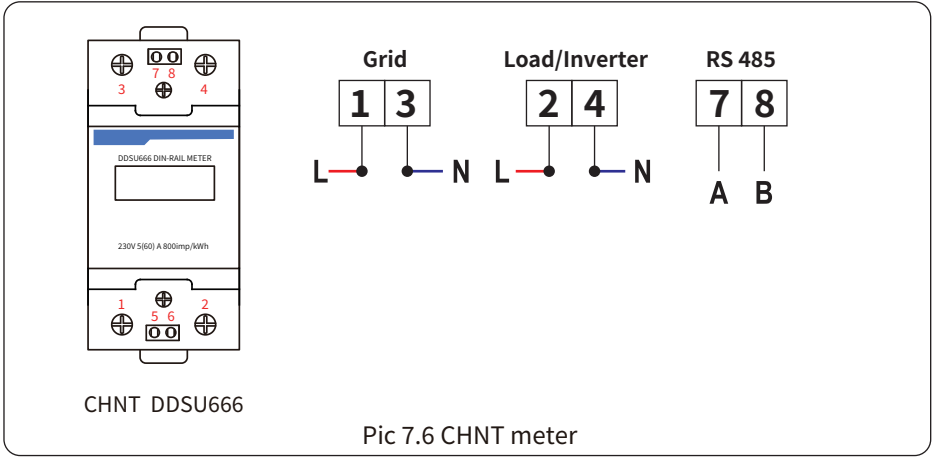 7 8
3 4
DDSU666 DIN-RAIL METER
230V 5(60) A 800imp/kWh
1 2
5 6
CHNT DDSU666
Grid
1 3
L N
Load/Inverter
2 4
L N
RS 485
7 8
A B
Pic 7.6 CHNT meter